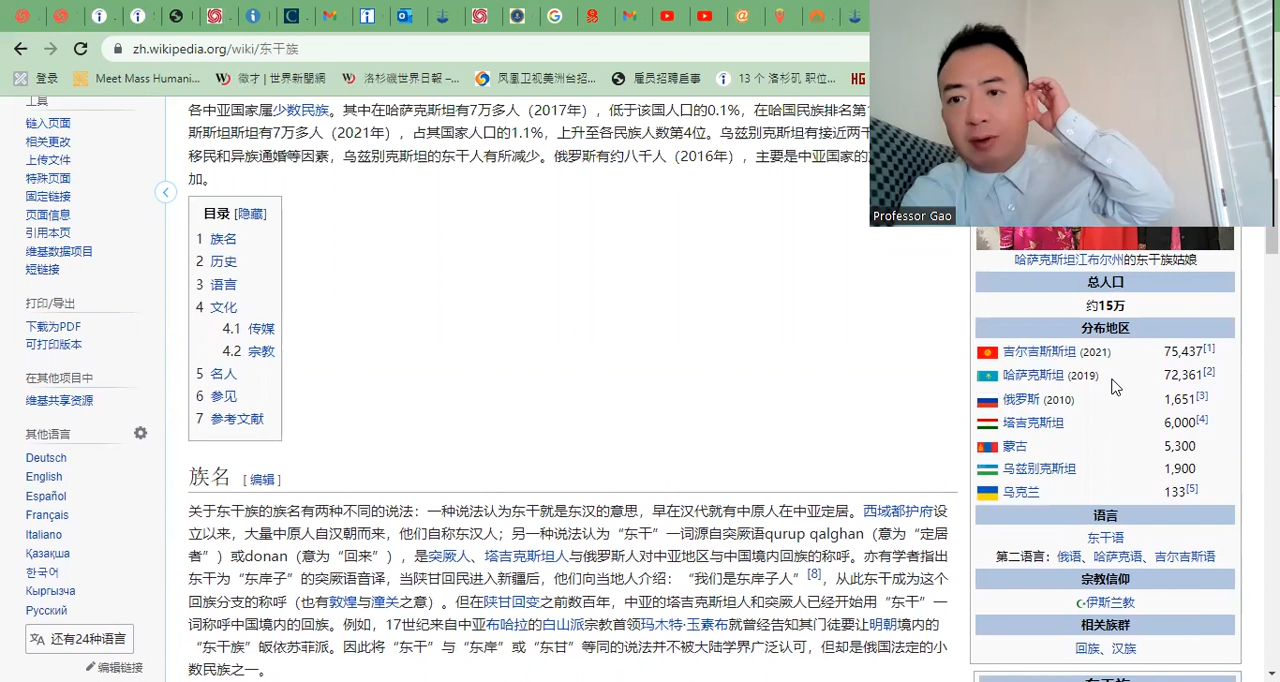 zh.wikipedia.org/wiki/东干族
登录
Meet Mass Humani...
徵才 | 世界新聞網
洛杉磯世界日報 –...
凤凰卫视美洲台招...
雇员招聘启事
13 个 洛杉矶 职位...
HG
Professor Gao
工具
链入页面
相关更改
上传文件
特殊页面
固定链接
页面信息
引用本页
维基数据项目
短链接
打印/导出
下载为PDF
可打印版本
在其他项目中
维基共享资源
其他语言
Deutsch
English
Español
Français
Italiano
Қазақша
한국어
Кыргызча
Русский
还有24种语言
编辑链接
各中亚国家属少数民族。其中在哈萨克斯坦有7万多人（2017年），低于该国人口的0.1%，在哈国民族排名第
斯斯坦有7万多人（2021年），占其国家人口的1.1%，上升至各民族人数第4位。乌兹别克斯坦有接近两千
移民和异族通婚等因素，乌兹别克斯坦的东干人有所减少。俄罗斯有约八千人（2016年），主要是中亚国家的
加。
目录 [隐藏]
1 族名
2 历史
3 语言
4 文化
4.1 传媒
4.2 宗教
5 名人
6 参见
7 参考文献
族名 [编辑]
关于东干族的族名有两种不同的说法：一种说法认为东干就是东汉的意思，早在汉代就有中原人在中亚定居。西域都护府设
立以来，大量中原人自汉朝而来，他们自称东汉人；另一种说法认为“东干”一词源自突厥语qurup qalghan（意为“定居
者”）或donan（意为“回来”），是突厥人、塔吉克斯坦人与俄罗斯人对中亚地区与中国境内回族的称呼。亦有学者指出
东干为“东岸子”的突厥语音译，当陕甘回民进入新疆后，他们向当地人介绍：“我们是东岸子人”[8]，从此东干成为这个
回族分支的称呼（也有敦煌与潼关之意）。但在陕甘回变之前数百年，中亚的塔吉克斯坦人和突厥人已经开始用“东干”一
词称呼中国境内的回族。例如，17世纪来自中亚布哈拉的白山派宗教首领玛木特·玉素布就曾经告知其门徒要让明朝境内的
“东干族”皈依苏菲派。因此将“东干”与“东岸”或“东甘”等同的说法并不被大陆学界广泛认可，但却是俄国法定的小
数民族之一。
哈萨克斯坦江布尔州的东干族姑娘
总人口
约15万
分布地区
吉尔吉斯斯坦 (2021) 75,437[1]
哈萨克斯坦 (2019) 72,361[2]
俄罗斯 (2010) 1,651[3]
塔吉克斯坦 6,000[4]
蒙古 5,300
乌兹别克斯坦 1,900
乌克兰 133[5]
语言
东干语
第二语言：俄语、哈萨克语、吉尔吉斯语
宗教信仰
伊斯兰教
相关族群
回族、汉族